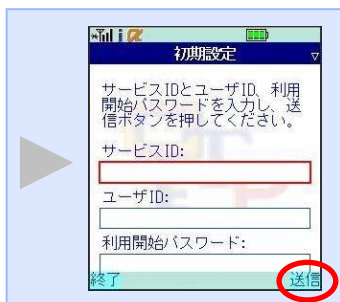 初期設定
サービスIDとユーザID、利用
開始パスワードを入力し、送
信ボタンを押してください。
サービスID:
ユーザID:
利用開始パスワード:
終了 送信